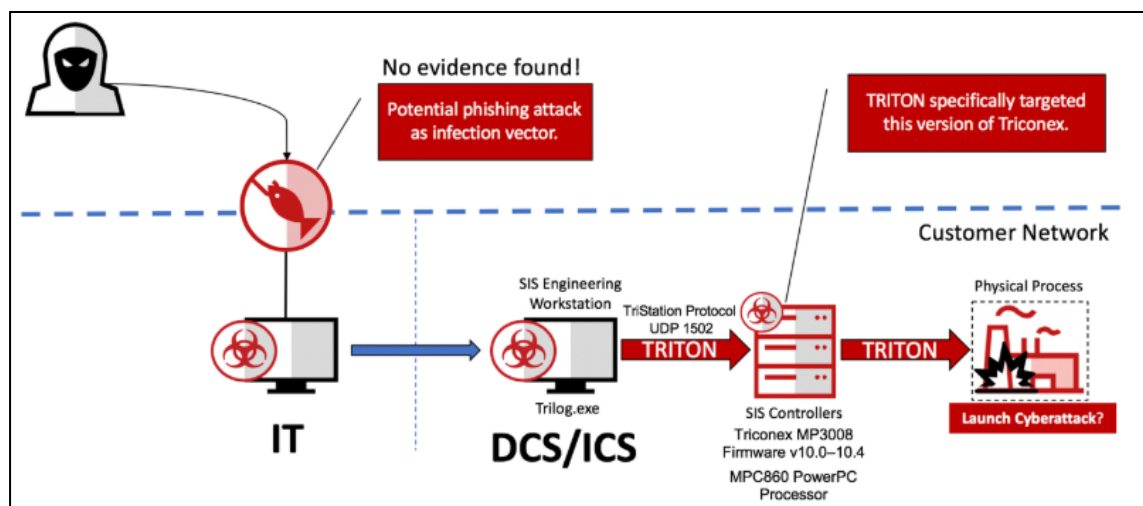 No evidence found!
Potential phishing attack
as infection vector.
TRITON specifically targeted
this version of Triconex.
Customer Network
SIS Engineering
Workstation
TriStation Protocol
UDP 1502
Physical Process
TRITON
TRITON
Trilog.exe
IT
DCS/ICS
SIS Controllers
Triconex MP3008
Firmware v10.0–10.4
MPC860 PowerPC
Processor
Launch Cyberattack?